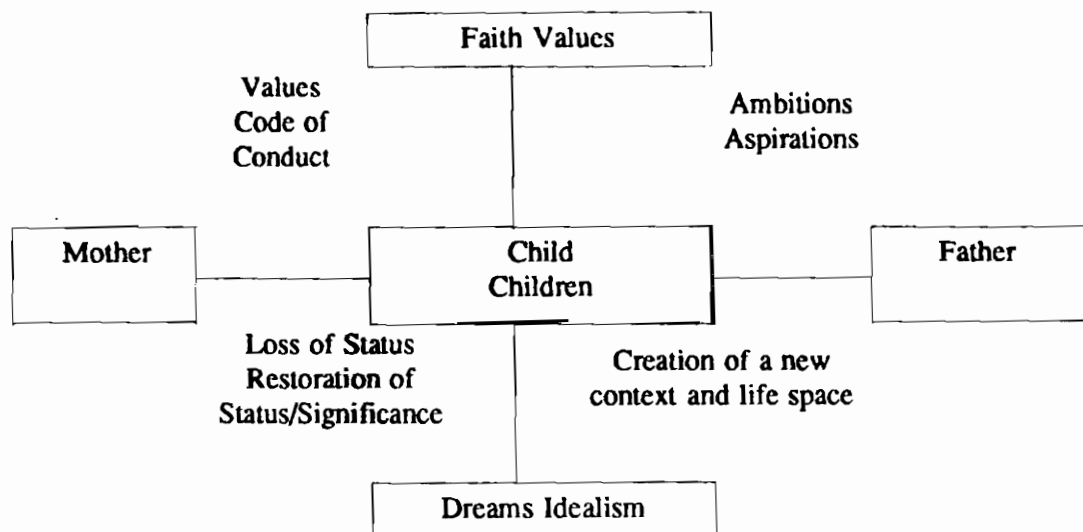 Faith Values
Values
Code of
Conduct
Ambitions
Aspirations
Mother
Child
Children
Father
Loss of Status
Restoration of
Status/Significance
Creation of a new
context and life space
Dreams Idealism